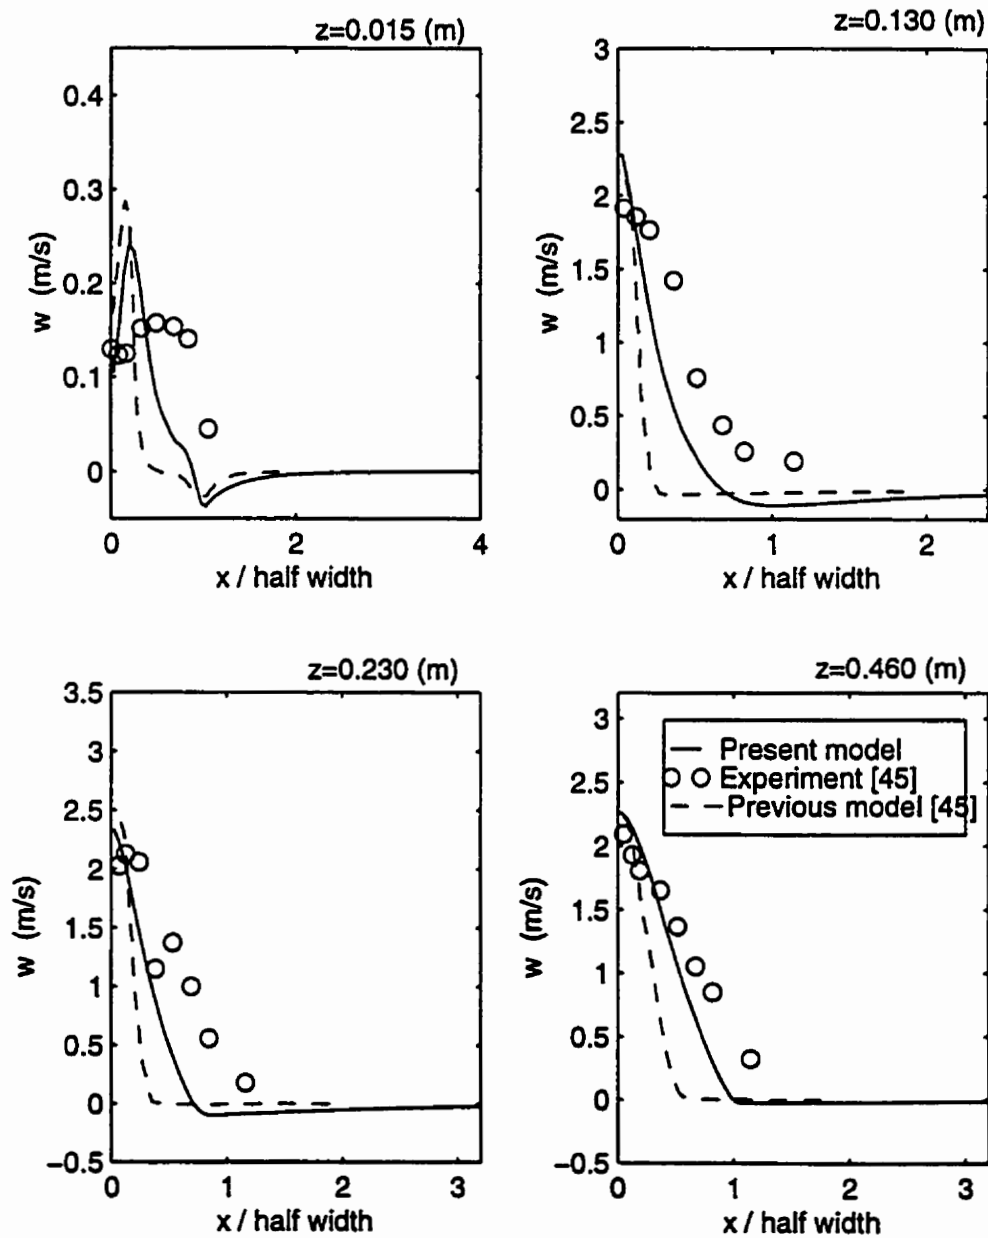 z=0.015 (m)
0.4
0.3
0.2
0.1
0
w (m/s)
0 2 4
x / half width
z=0.130 (m)
3
2.5
2
1.5
1
0.5
0
w (m/s)
0 1 2
x / half width
z=0.230 (m)
3.5
3
2.5
2
1.5
1
0.5
0
−0.5
w (m/s)
0 1 2 3
x / half width
z=0.460 (m)
3
2.5
2
1.5
1
0.5
0
−0.5
w (m/s)
0 1 2 3
x / half width
Present model
Experiment [45]
Previous model [45]